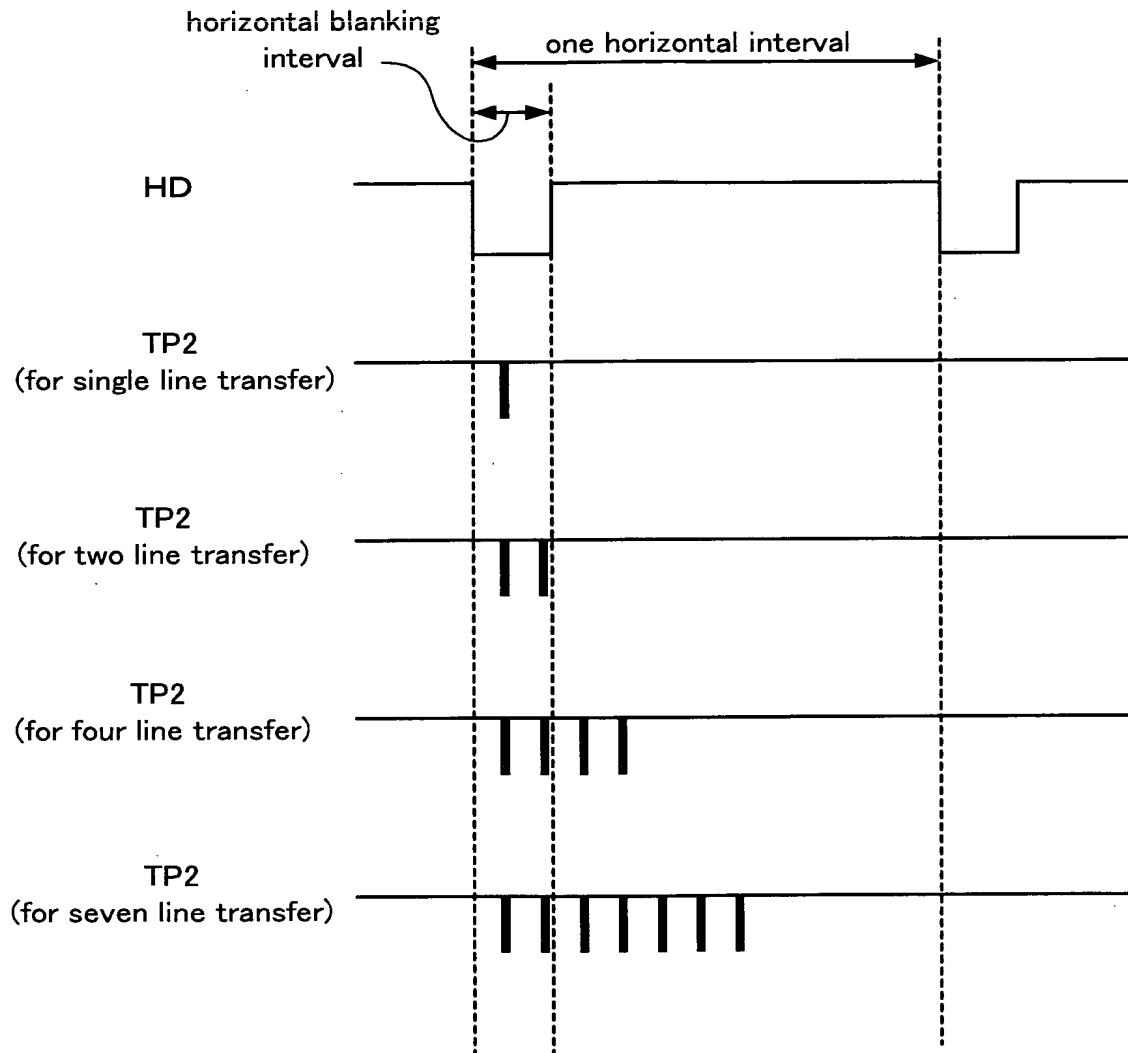 horizontal blanking
interval
one horizontal interval
HD
TP2
(for single line transfer)
TP2
(for two line transfer)
TP2
(for four line transfer)
TP2
(for seven line transfer)